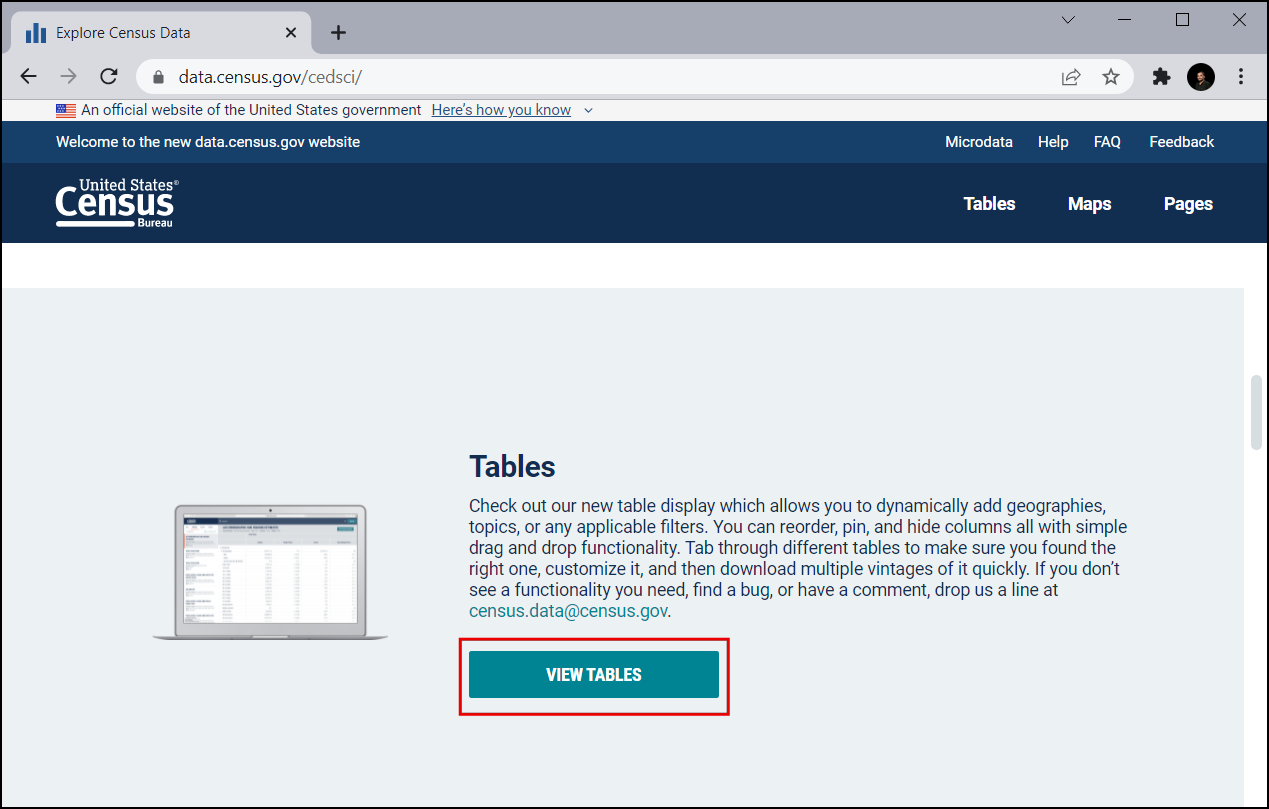 Explore Census Data
data.census.gov/cedsci/
An official website of the United States government Here's how you know
Welcome to the new data.census.gov website
Microdata Help FAQ Feedback
United States®
Census
Bureau
Tables Maps Pages
Tables
Check out our new table display which allows you to dynamically add geographies,
topics, or any applicable filters. You can reorder, pin, and hide columns all with simple
drag and drop functionality. Tab through different tables to make sure you found the
right one, customize it, and then download multiple vintages of it quickly. If you don't
see a functionality you need, find a bug, or have a comment, drop us a line at
census.data@census.gov.
VIEW TABLES